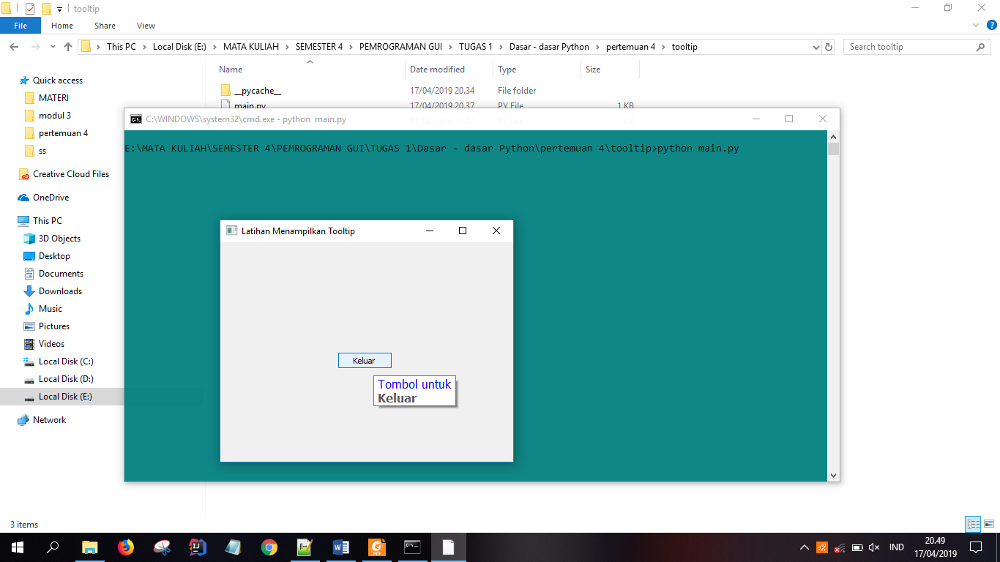 tooltip
File Home Share View
This PC Local Disk (E:) MATA KULIAH SEMESTER 4 PEMROGRAMAN GUI TUGAS 1 Dasar - dasar Python pertemuan 4 tooltip Search tooltip
Name Date modified Type Size
Quick access
MATERI
modul 3
pertemuan 4
ss
Creative Cloud Files
OneDrive
This PC
3D Objects
Desktop
Documents
Downloads
Music
Pictures
Videos
Local Disk (C:)
Local Disk (D:)
Local Disk (E:)
Network
__pycache__ 17/04/2019 20.34 File folder
main.py 17/04/2019 20.37 PY File 1 KB
C:\WINDOWS\system32\cmd.exe - python main.py
E:\MATA KULIAH\SEMESTER 4\PEMROGRAMAN GUI\TUGAS 1\Dasar - dasar Python\pertemuan 4\tooltip>python main.py
Latihan Menampilkan Tooltip
Keluar
Tombol untuk
Keluar
3 items
IND
20.49
17/04/2019